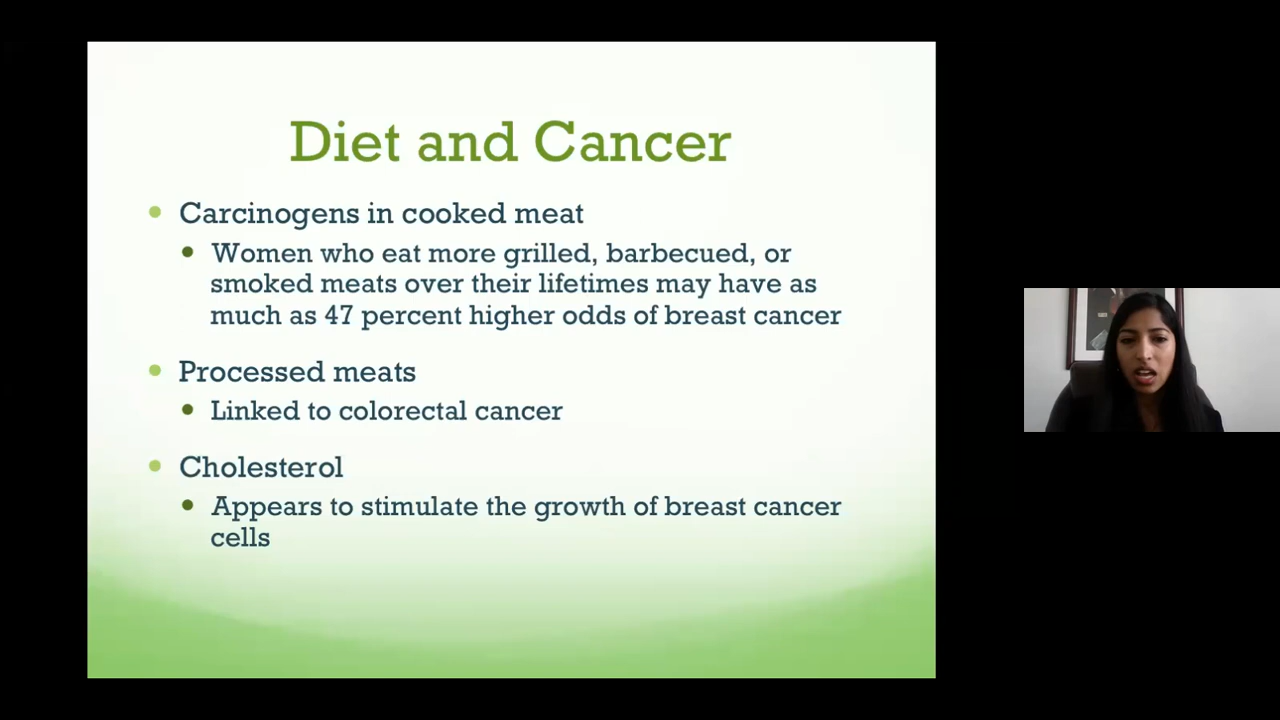 Diet and Cancer
Carcinogens in cooked meat
Women who eat more grilled, barbecued, or
smoked meats over their lifetimes may have as
much as 47 percent higher odds of breast cancer
Processed meats
Linked to colorectal cancer
Cholesterol
Appears to stimulate the growth of breast cancer
cells